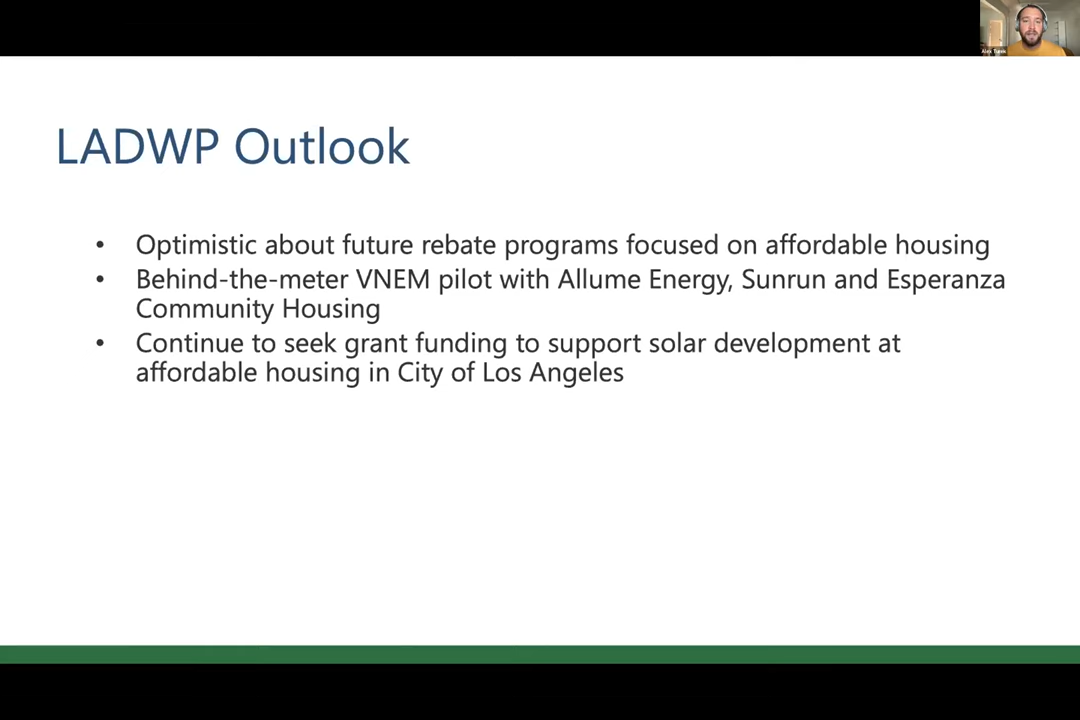 LADWP Outlook
• Optimistic about future rebate programs focused on affordable housing
• Behind-the-meter VNEM pilot with Allume Energy, Sunrun and Esperanza
Community Housing
• Continue to seek grant funding to support solar development at
affordable housing in City of Los Angeles